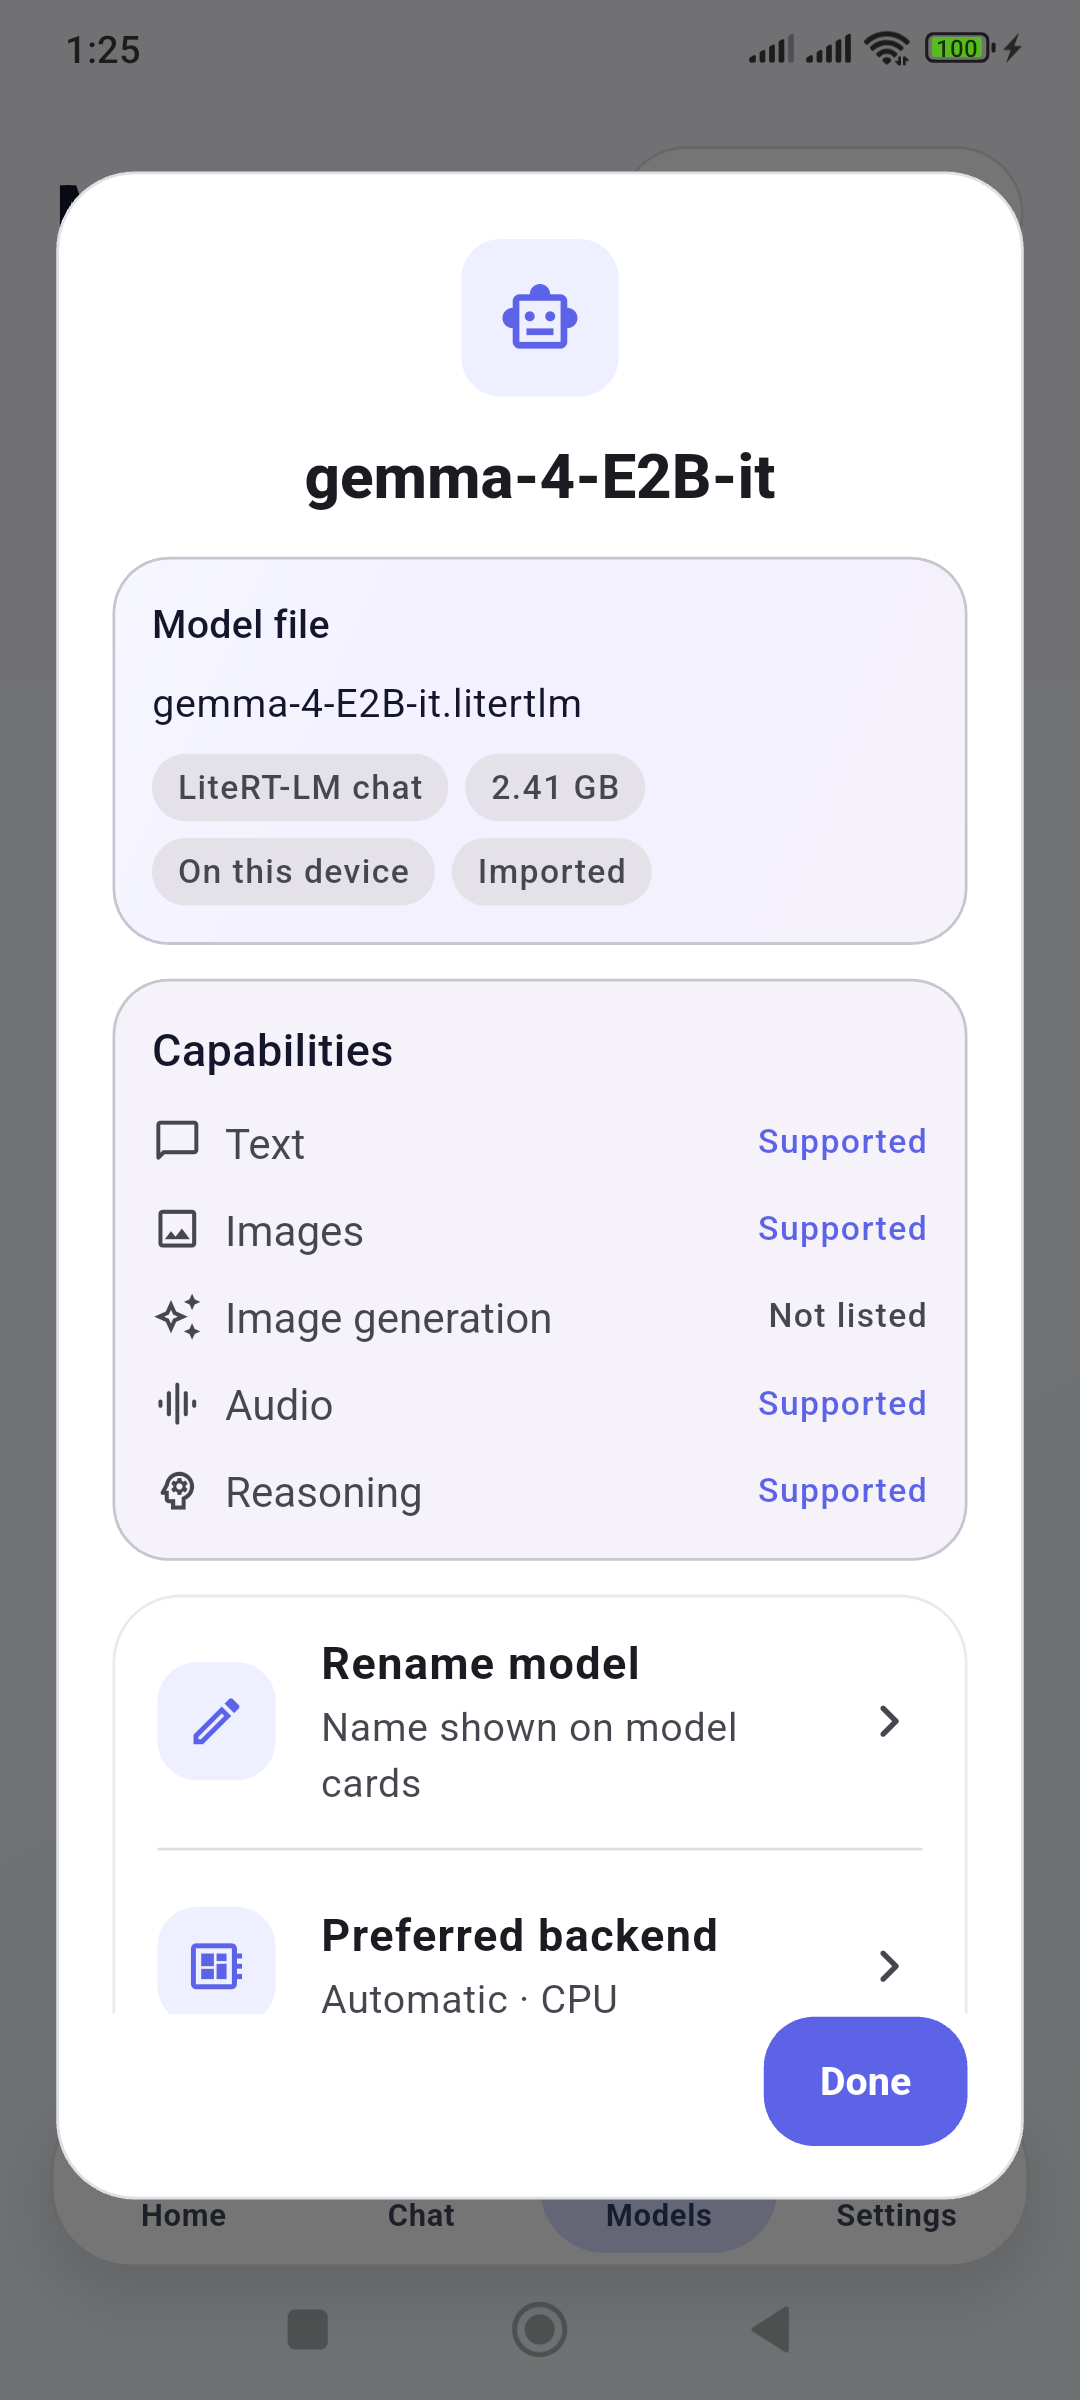 1:25
100
gemma-4-E2B-it
Model file
gemma-4-E2B-it.litertlm
LiteRT-LM chat
2.41 GB
On this device
Imported
Capabilities
Text
Supported
Images
Supported
Image generation
Not listed
Audio
Supported
Reasoning
Supported
Rename model
Name shown on model
cards
Preferred backend
Automatic · CPU
Done
Home
Chat
Models
Settings